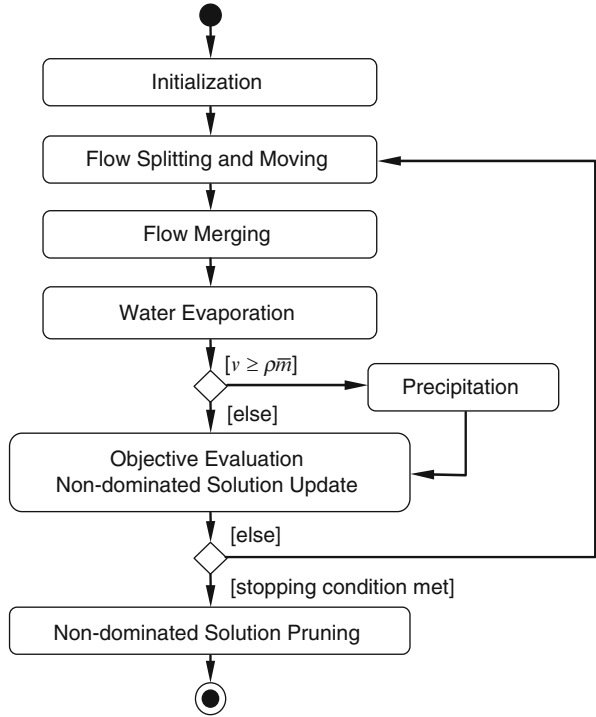 Initialization
Flow Splitting and Moving
Flow Merging
Water Evaporation
[v ≥ ρm̅]
Precipitation
[else]
Objective Evaluation
Non-dominated Solution Update
[else]
[stopping condition met]
Non-dominated Solution Pruning